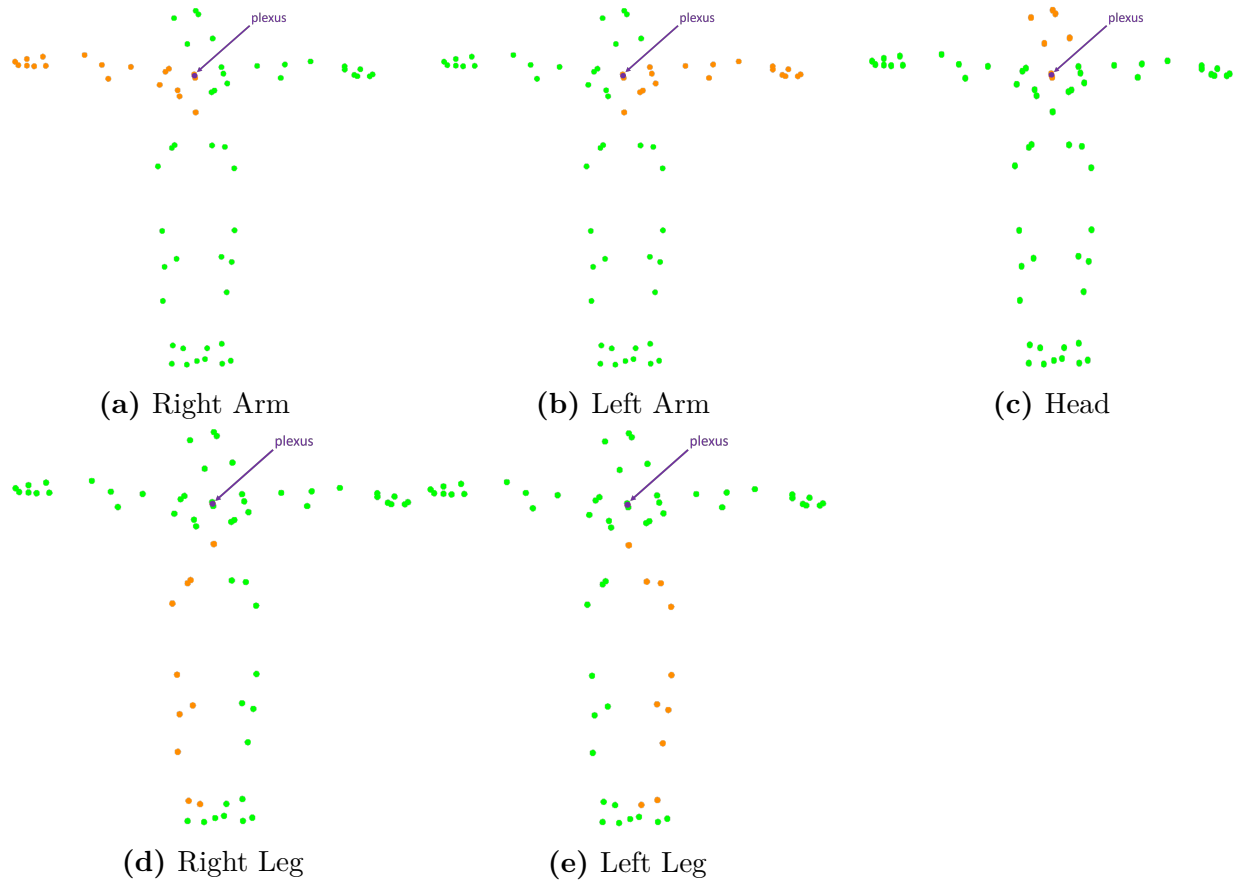 plexus
plexus
plexus
(a) Right Arm
(b) Left Arm
(c) Head
plexus
plexus
(d) Right Leg
(e) Left Leg